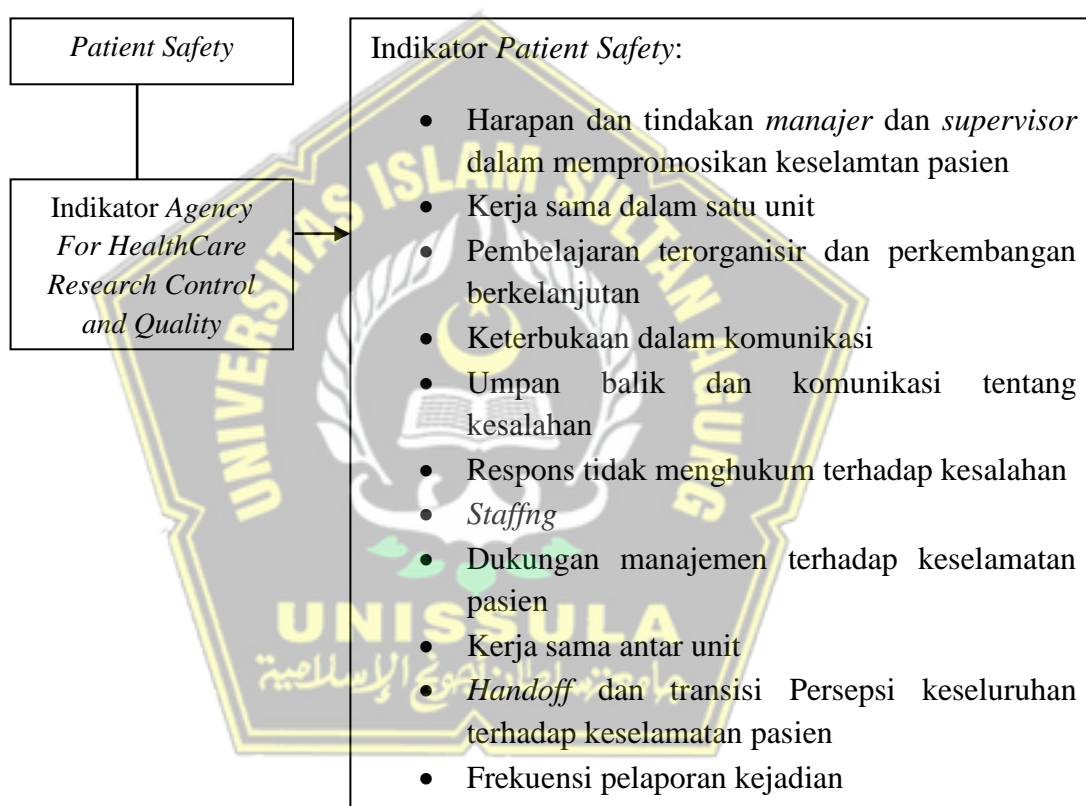 Patient Safety
Indikator Agency
For HealthCare
Research Control
and Quality
Indikator Patient Safety:
• Harapan dan tindakan manajer dan supervisor
dalam mempromosikan keselamtan pasien
• Kerja sama dalam satu unit
• Pembelajaran terorganisir dan perkembangan
berkelanjutan
• Keterbukaan dalam komunikasi
• Umpan balik dan komunikasi tentang
kesalahan
• Respons tidak menghukum terhadap kesalahan
• Staffng
• Dukungan manajemen terhadap keselamatan
pasien
• Kerja sama antar unit
• Handoff dan transisi Persepsi keseluruhan
terhadap keselamatan pasien
• Frekuensi pelaporan kejadian
UNIVERSITAS ISLAM SULTAN AGUNG
UNISSULA